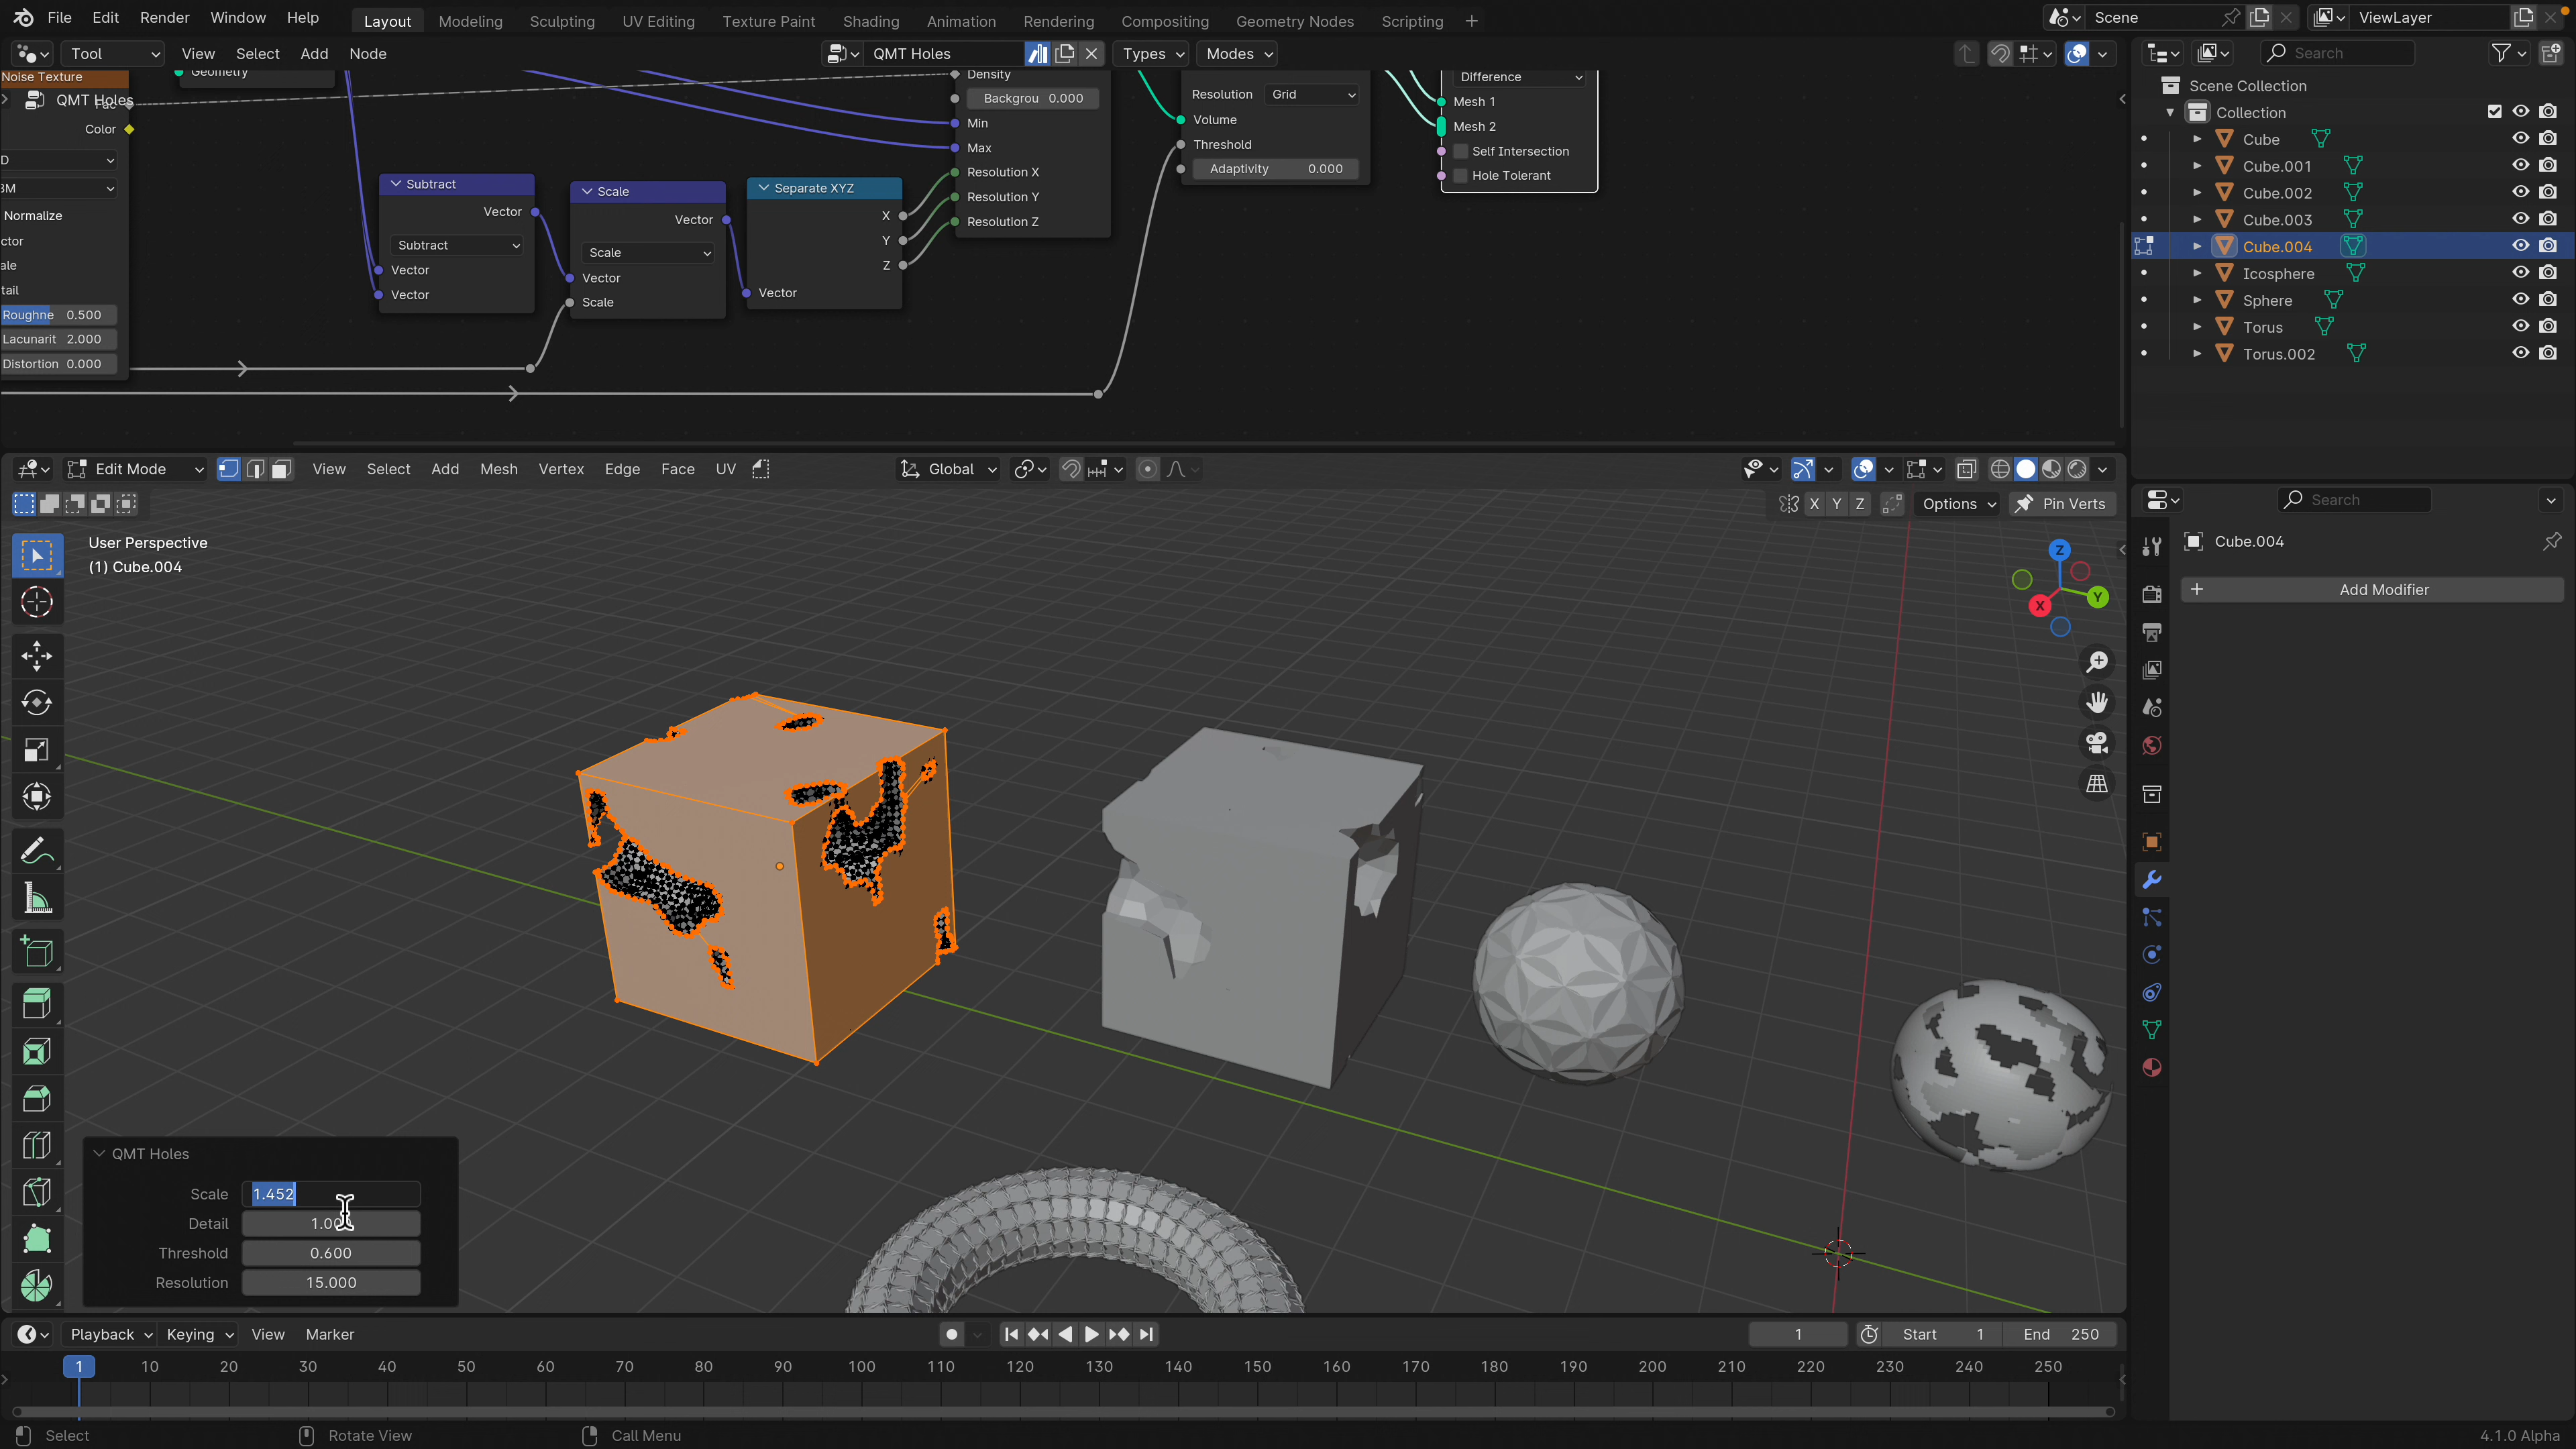 File Edit Render Window Help Layout Modeling Sculpting UV Editing Texture Paint Shading Animation Rendering Compositing Geometry Nodes Scripting + Scene ViewLayer
Tool View Select Add Node QMT Holes Types Modes Search
Noise Texture
Geometry
QMT Holes
Color
Normalize
Roughne 0.500
Lacunarit 2.000
Distortion 0.000
Subtract
Vector
Subtract
Vector
Vector
Scale
Vector
Scale
Vector
Scale
Separate XYZ
X
Y
Z
Vector
Density
Backgrou 0.000
Min
Max
Resolution X
Resolution Y
Resolution Z
Resolution Grid
Volume
Threshold
Adaptivity 0.000
Difference
Mesh 1
Mesh 2
Self Intersection
Hole Tolerant
Scene Collection
Collection
Cube
Cube.001
Cube.002
Cube.003
Cube.004
Icosphere
Sphere
Torus
Torus.002
Edit Mode View Select Add Mesh Vertex Edge Face UV Global
X Y Z Options Pin Verts
User Perspective
(1) Cube.004
Z
Y
X
Search
Cube.004
+ Add Modifier
QMT Holes
Scale 1.452
Detail 1.00
Threshold 0.600
Resolution 15.000
Playback Keying View Marker 1 Start 1 End 250
1 10 20 30 40 50 60 70 80 90 100 110 120 130 140 150 160 170 180 190 200 210 220 230 240 250
Select Rotate View Call Menu 4.1.0 Alpha